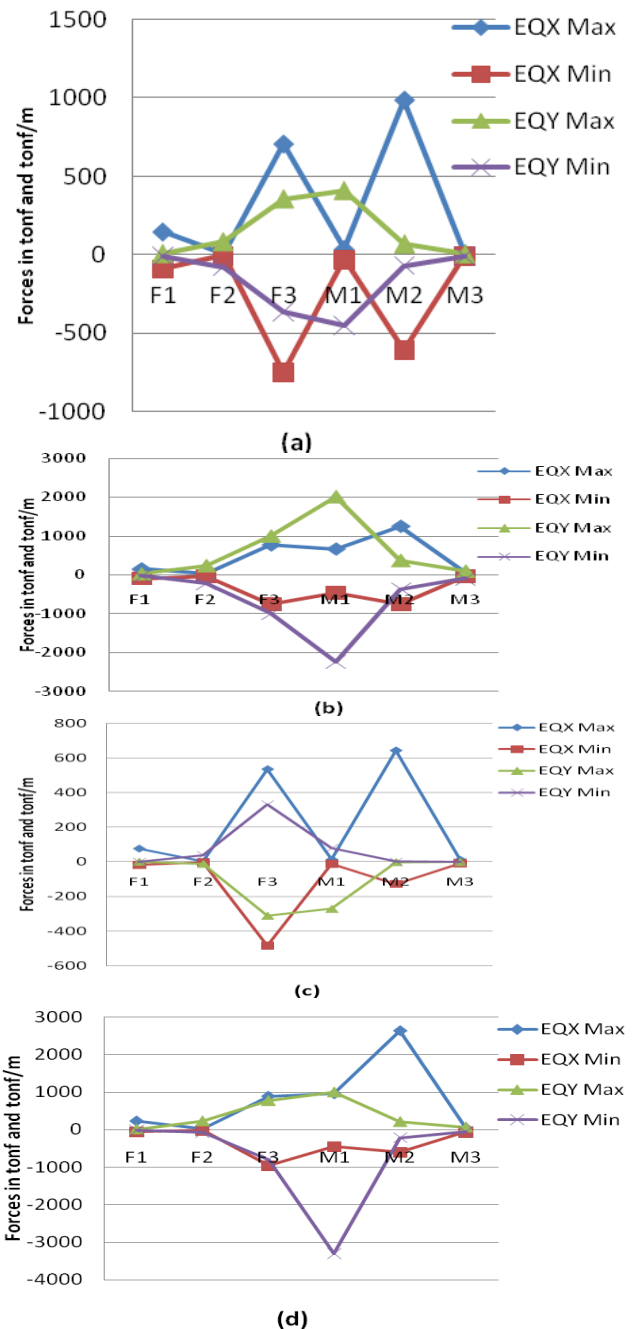 Forces in tonf and tonf/m
1500
1000
500
0
-500
-1000
F1 F2 F3 M1 M2 M3
EQX Max
EQX Min
EQY Max
EQY Min
(a)
Forces in tonf and tonf/m
3000
2000
1000
0
-1000
-2000
-3000
F1 F2 F3 M1 M2 M3
EQX Max
EQX Min
EQY Max
EQY Min
(b)
Forces in tonf and tonf/m
800
600
400
200
0
-200
-400
-600
F1 F2 F3 M1 M2 M3
EQX Max
EQX Min
EQY Max
EQY Min
(c)
Forces in tonf and tonf/m
3000
2000
1000
0
-1000
-2000
-3000
-4000
F1 F2 F3 M1 M2 M3
EQX Max
EQX Min
EQY Max
EQY Min
(d)